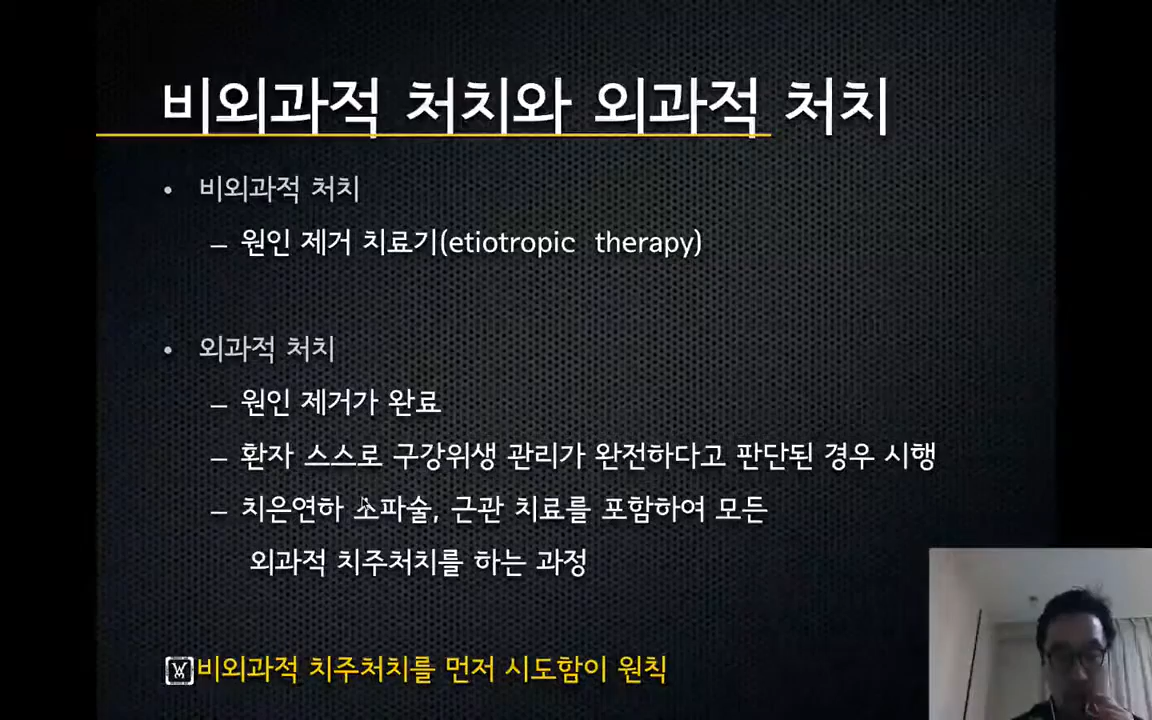 비외과적 처치와 외과적 처치
• 비외과적 처치
– 원인 제거 치료기(etiotropic therapy)
• 외과적 처치
– 원인 제거가 완료
– 환자 스스로 구강위생 관리가 완전하다고 판단된 경우 시행
– 치은연하 소파술, 근관 치료를 포함하여 모든
외과적 치주처치를 하는 과정
비외과적 치주처치를 먼저 시도함이 원칙